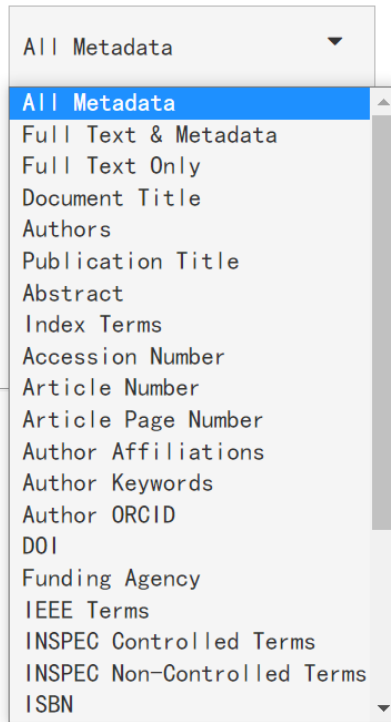 All Metadata
All Metadata
Full Text & Metadata
Full Text Only
Document Title
Authors
Publication Title
Abstract
Index Terms
Accession Number
Article Number
Article Page Number
Author Affiliations
Author Keywords
Author ORCID
DOI
Funding Agency
IEEE Terms
INSPEC Controlled Terms
INSPEC Non-Controlled Terms
ISBN